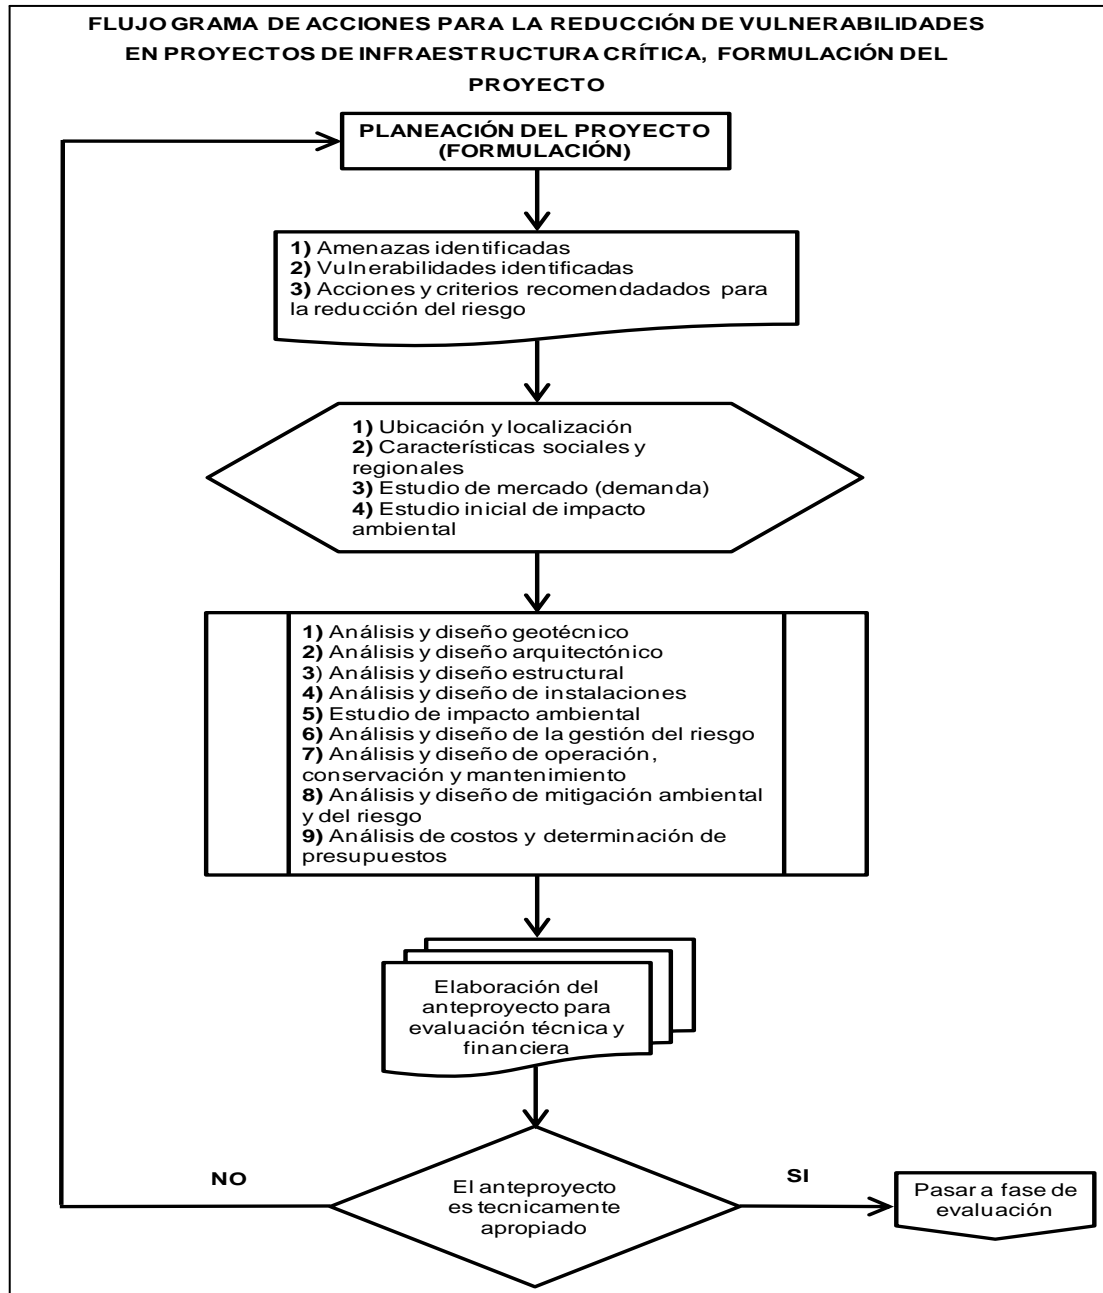 FLUJO GRAMA DE ACCIONES PARA LA REDUCCIÓN DE VULNERABILIDADES
EN PROYECTOS DE INFRAESTRUCTURA CRÍTICA, FORMULACIÓN DEL
PROYECTO
PLANEACIÓN DEL PROYECTO
(FORMULACIÓN)
1) Amenazas identificadas
2) Vulnerabilidades identificadas
3) Acciones y criterios recomendadados para
la reducción del riesgo
1) Ubicación y localización
2) Características sociales y
regionales
3) Estudio de mercado (demanda)
4) Estudio inicial de impacto
ambiental
1) Análisis y diseño geotécnico
2) Análisis y diseño arquitectónico
3) Análisis y diseño estructural
4) Análisis y diseño de instalaciones
5) Estudio de impacto ambiental
6) Análisis y diseño de la gestión del riesgo
7) Análisis y diseño de operación,
conservación y mantenimiento
8) Análisis y diseño de mitigación ambiental
y del riesgo
9) Análisis de costos y determinación de
presupuestos
Elaboración del
anteproyecto para
evaluación técnica y
financiera
NO
El anteproyecto
es tecnicamente
apropiado
SI
Pasar a fase de
evaluación